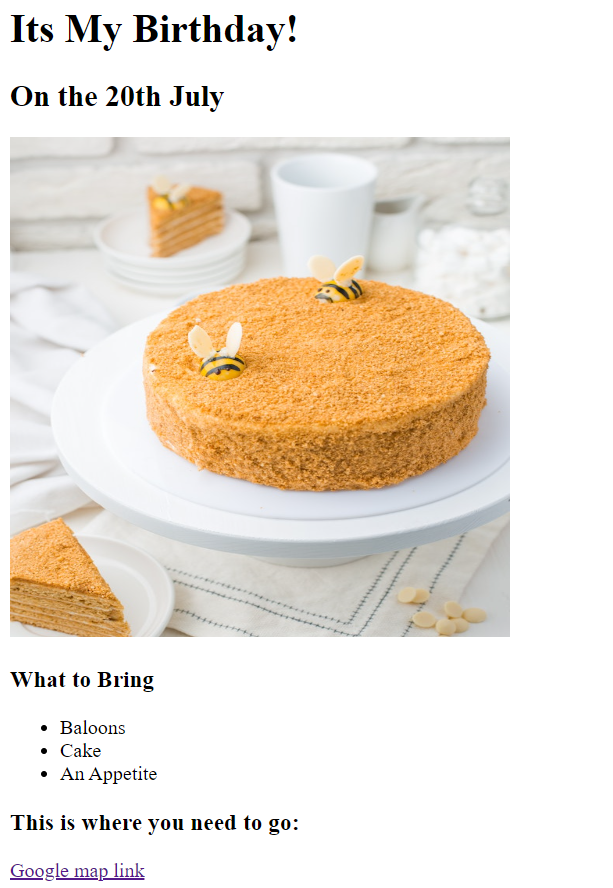 Its My Birthday!
On the 20th July
What to Bring
Baloons
Cake
An Appetite
This is where you need to go:
Google map link